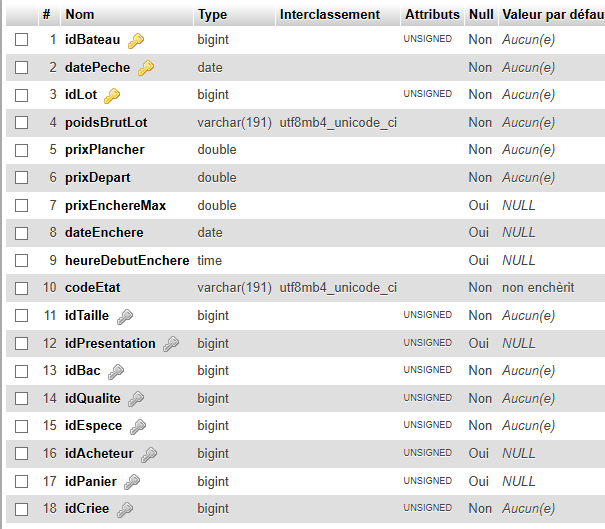 # Nom Type Interclassement Attributs Null Valeur par défau
1 idBateau bigint UNSIGNED Non Aucun(e)
2 datePeche date Non Aucun(e)
3 idLot bigint UNSIGNED Non Aucun(e)
4 poidsBrutLot varchar(191) utf8mb4_unicode_ci Non Aucun(e)
5 prixPlancher double Non Aucun(e)
6 prixDepart double Non Aucun(e)
7 prixEnchereMax double Oui NULL
8 dateEnchere date Oui NULL
9 heureDebutEnchere time Oui NULL
10 codeEtat varchar(191) utf8mb4_unicode_ci Non non enchèrit
11 idTaille bigint UNSIGNED Non Aucun(e)
12 idPresentation bigint UNSIGNED Oui NULL
13 idBac bigint UNSIGNED Non Aucun(e)
14 idQualite bigint UNSIGNED Non Aucun(e)
15 idEspece bigint UNSIGNED Non Aucun(e)
16 idAcheteur bigint UNSIGNED Oui NULL
17 idPanier bigint UNSIGNED Oui NULL
18 idCriee bigint UNSIGNED Non Aucun(e)